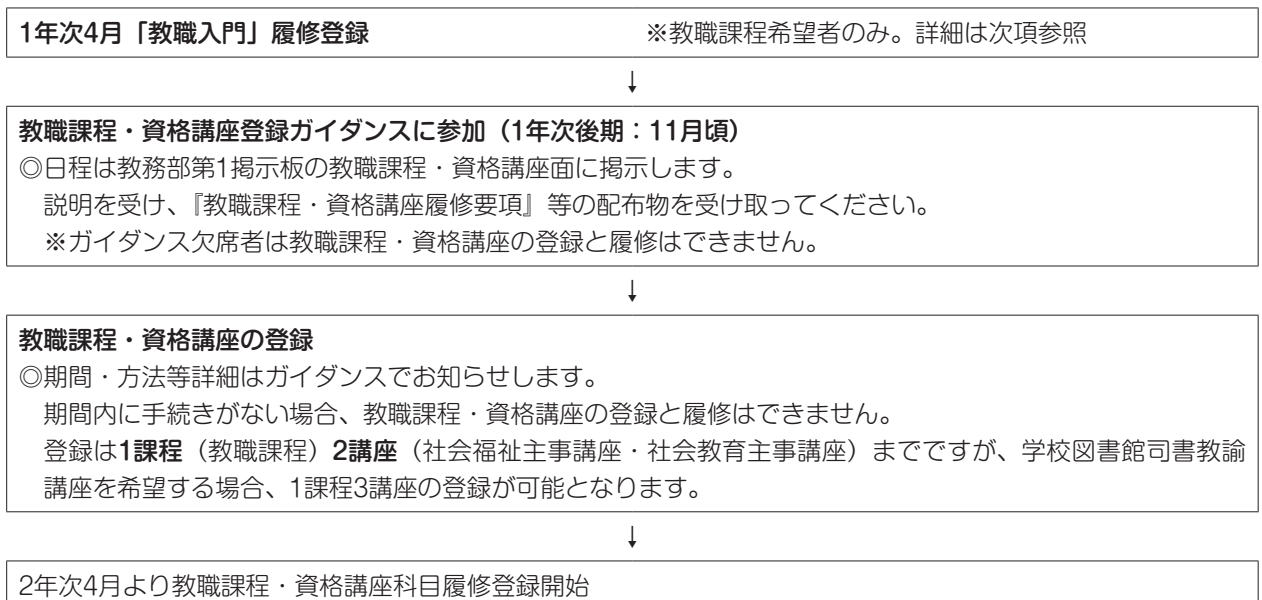 1年次4月「教職入門」履修登録　※教職課程希望者のみ。詳細は次項参照
↓
教職課程・資格講座登録ガイダンスに参加（1年次後期：11月頃）
◎日程は教務部第1掲示板の教職課程・資格講座面に掲示します。
説明を受け、『教職課程・資格講座履修要項』等の配布物を受け取ってください。
※ガイダンス欠席者は教職課程・資格講座の登録と履修はできません。
↓
教職課程・資格講座の登録
◎期間・方法等詳細はガイダンスでお知らせします。
期間内に手続きがない場合、教職課程・資格講座の登録と履修はできません。
登録は1課程（教職課程）2講座（社会福祉主事講座・社会教育主事講座）までですが、学校図書館司書教諭
講座を希望する場合、1課程3講座の登録が可能となります。
↓
2年次4月より教職課程・資格講座科目履修登録開始